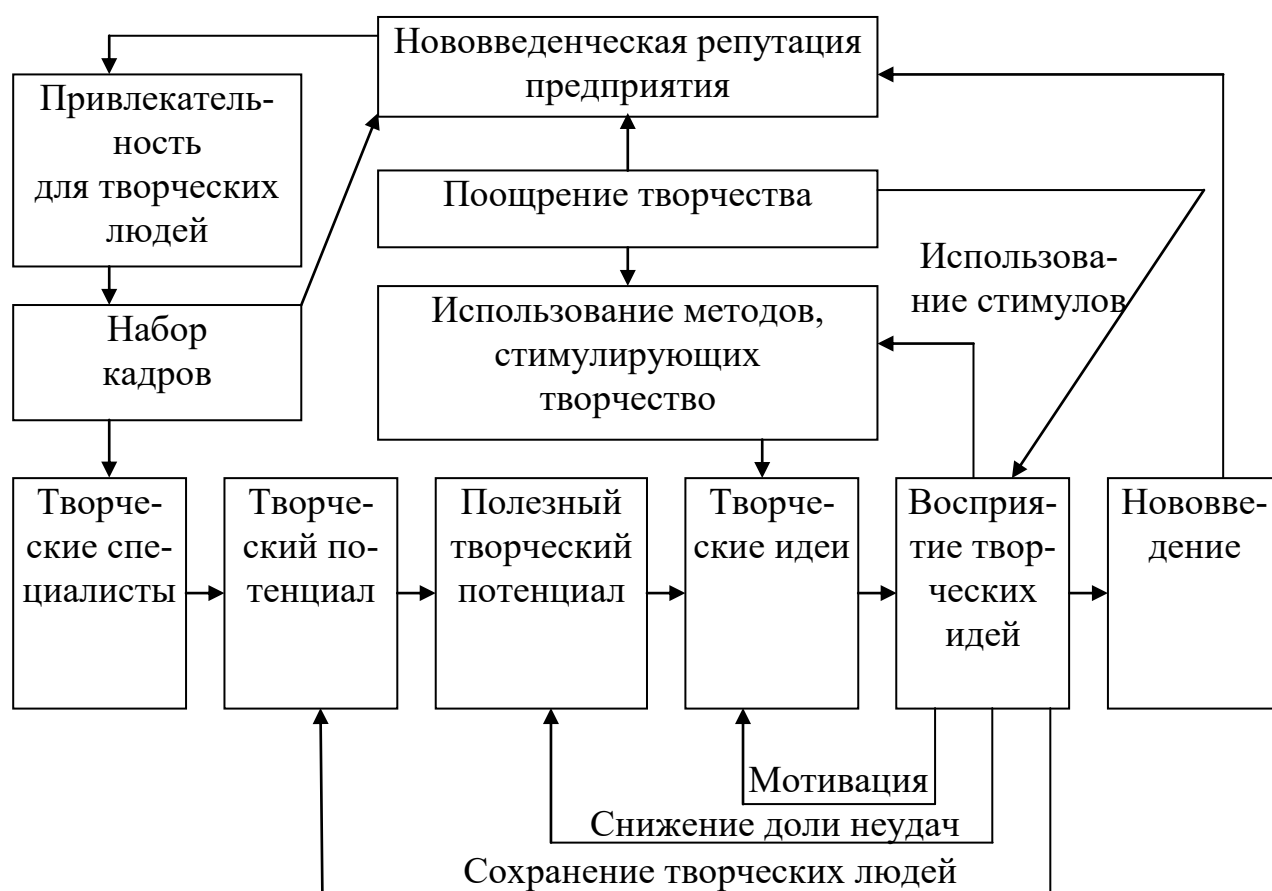 Нововведенческая репутация
предприятия
Привлекатель-
ность
для творческих
людей
Поощрение творчества
Использова-
ние стимулов
Использование методов,
стимулирующих
творчество
Набор
кадров
Творче-
ские спе-
циалисты
Творче-
ский по-
тенциал
Полезный
творческий
потенциал
Творче-
ские идеи
Восприя-
тие твор-
ческих
идей
Нововве-
дение
Мотивация
Снижение доли неудач
Сохранение творческих людей